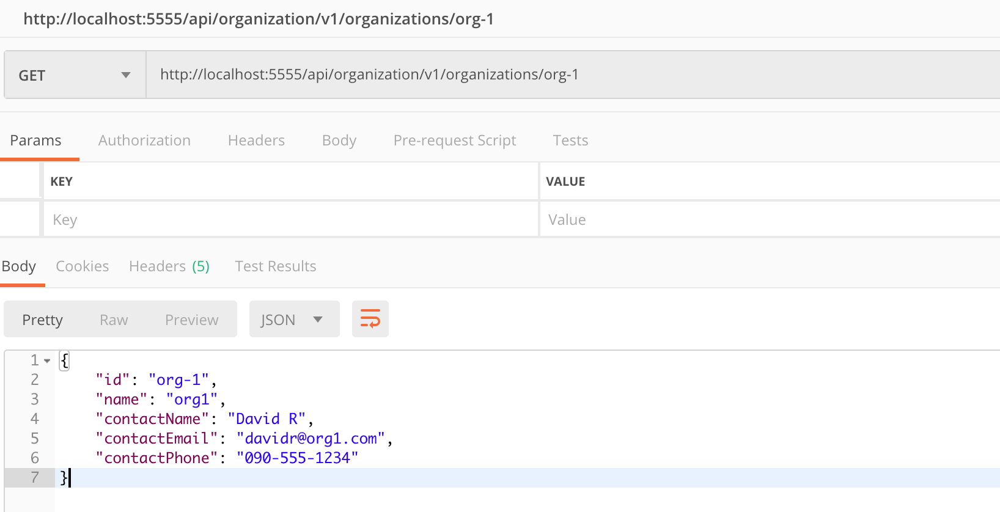 http://localhost:5555/api/organization/v1/organizations/org-1
GET http://localhost:5555/api/organization/v1/organizations/org-1
Params Authorization Headers Body Pre-request Script Tests
KEY VALUE
Key Value
Body Cookies Headers (5) Test Results
Pretty Raw Preview JSON
1 {
2 "id": "org-1",
3 "name": "org1",
4 "contactName": "David R",
5 "contactEmail": "davidr@org1.com",
6 "contactPhone": "090-555-1234"
7 }